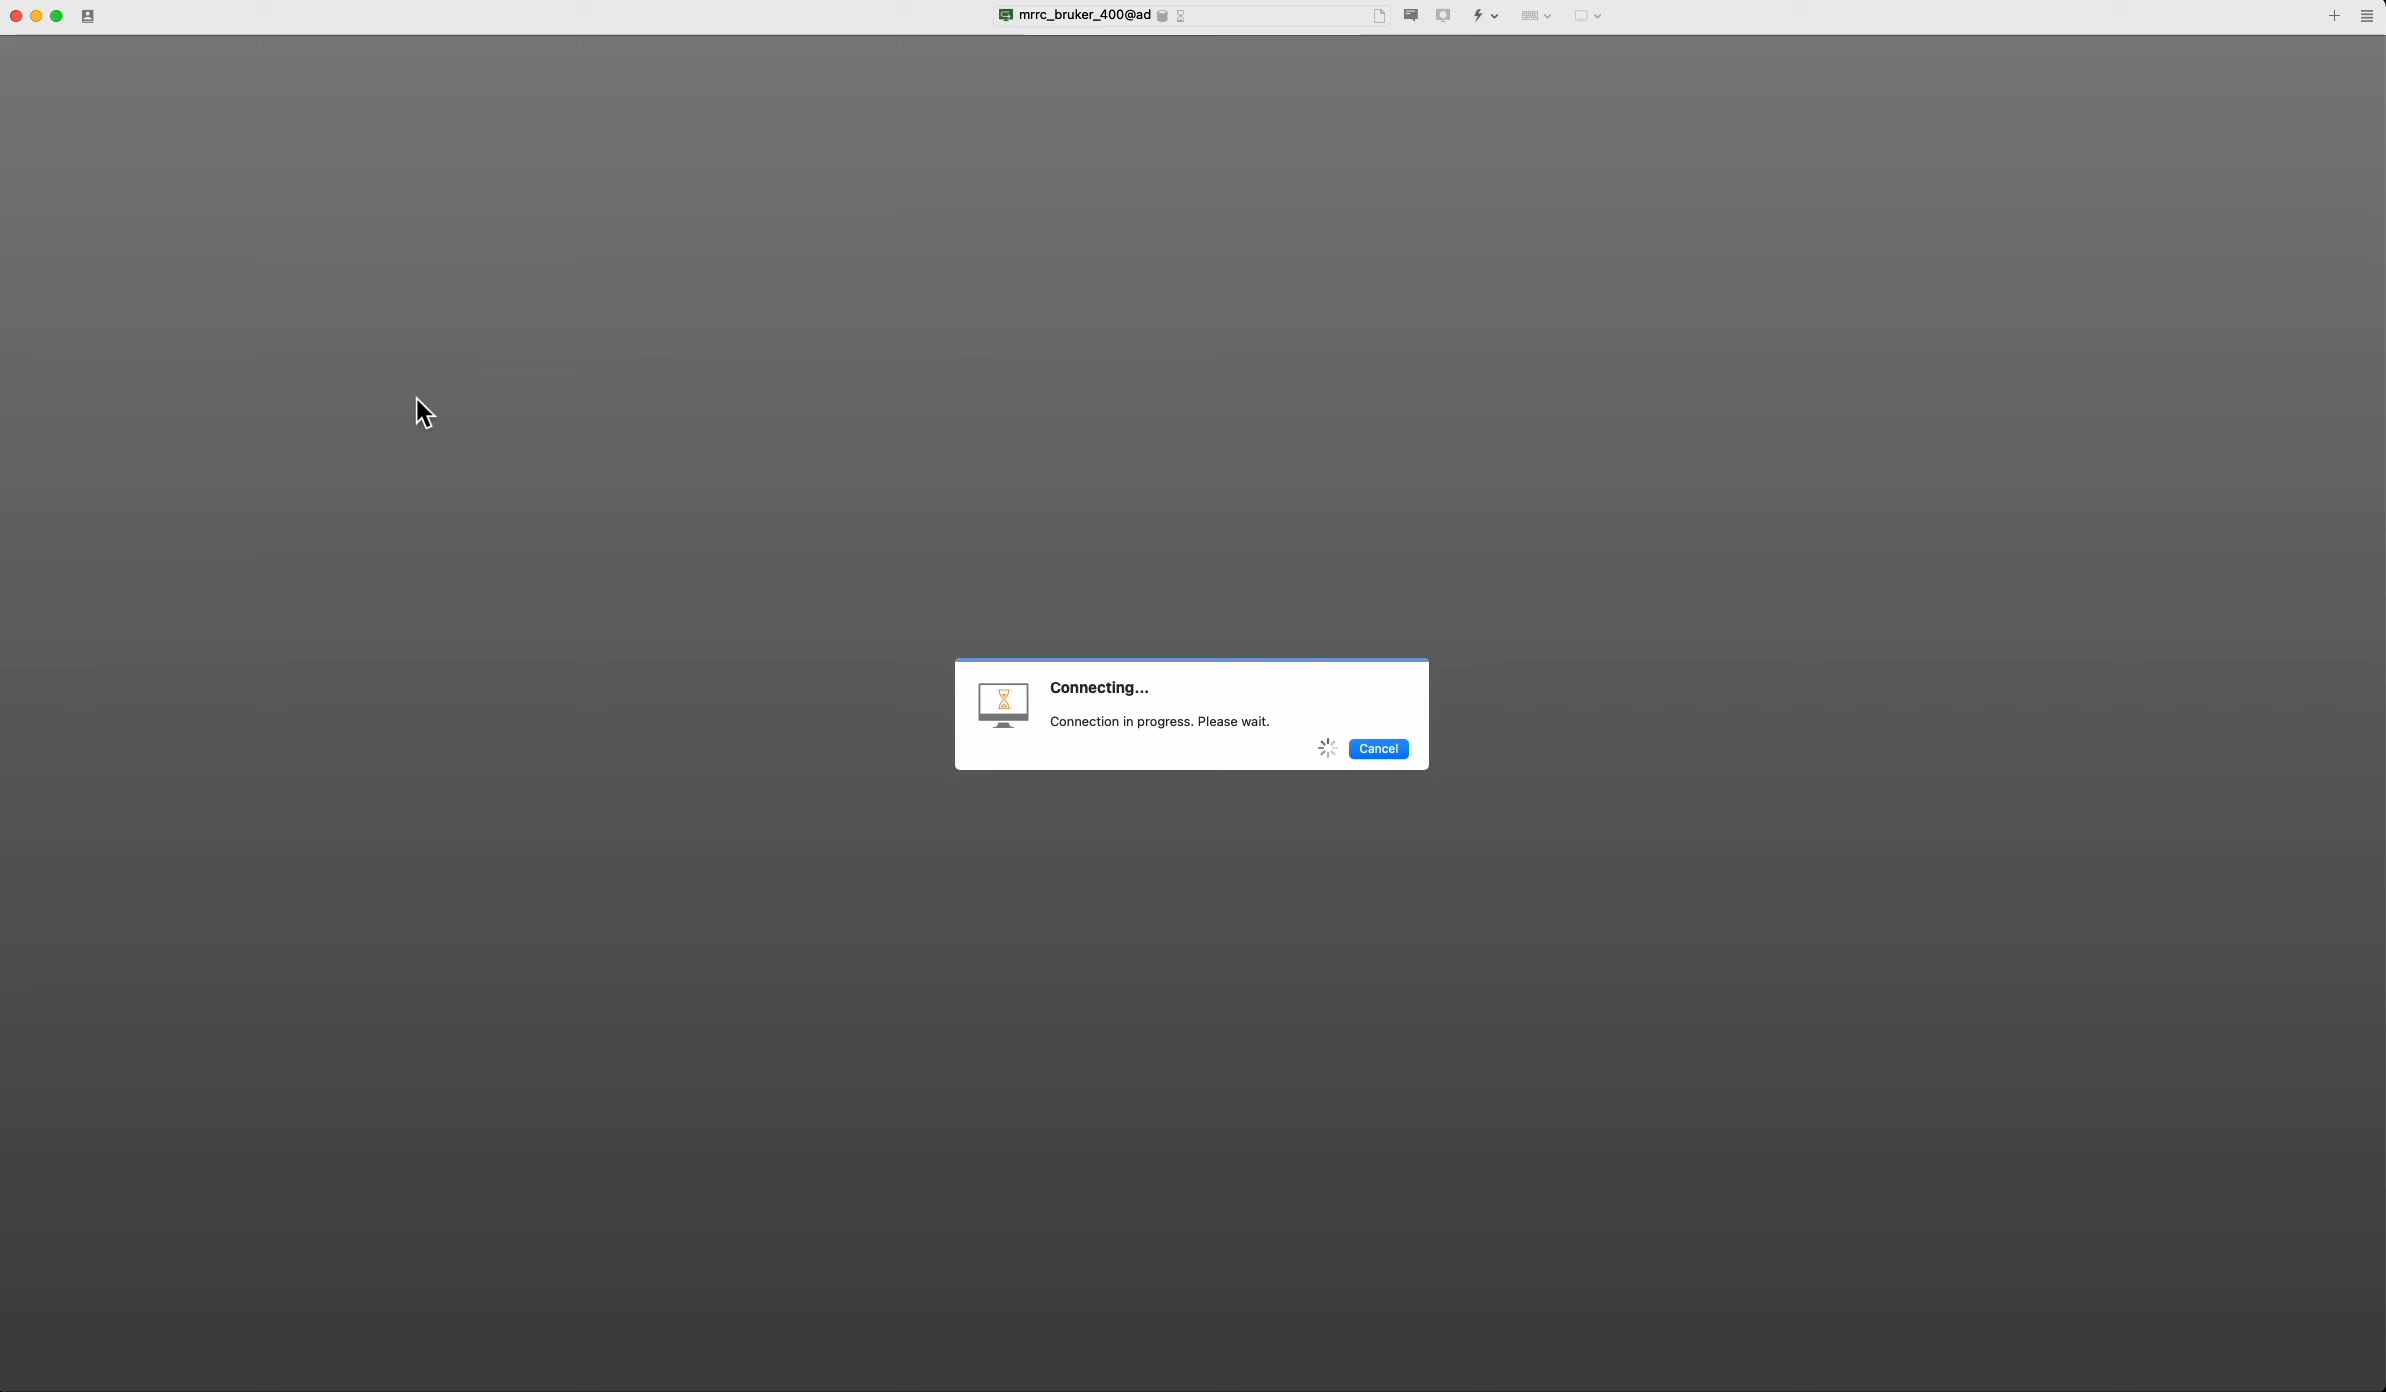 mrrc_bruker_400@ad
Connecting...
Connection in progress. Please wait.
Cancel